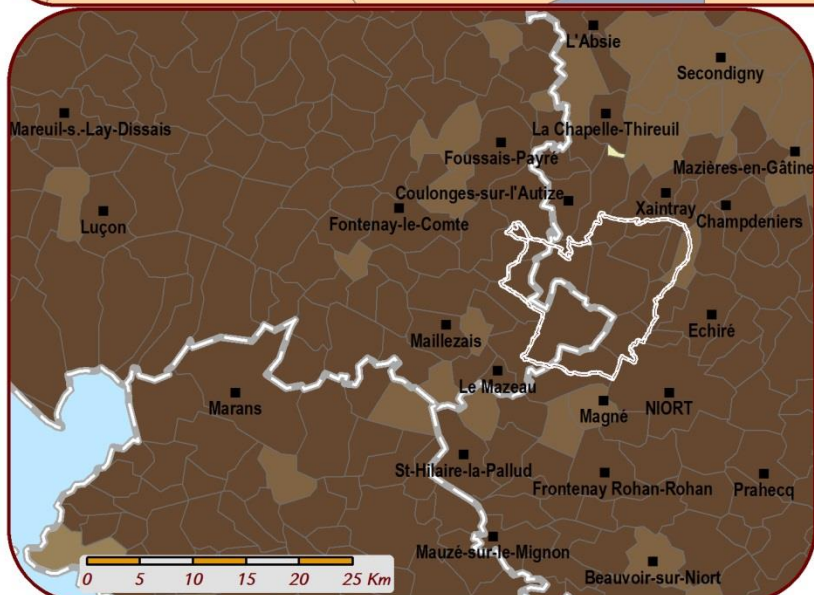 L'Absie
Secondigny
Mareuil-s.-Lay-Dissais
La Chapelle-Thireuil
Foussais-Payré
Mazières-en-Gâtine
Coulonges-sur-l'Autize
Xaintray
Luçon
Fontenay-le-Comte
Champdeniers
Maillezais
Echiré
Le Mazeau
Marans
Magné
NIORT
St-Hilaire-la-Pallud
Frontenay Rohan-Rohan
Prahecq
Mauzé-sur-le-Mignon
Beauvoir-sur-Niort
0 5 10 15 20 25 Km